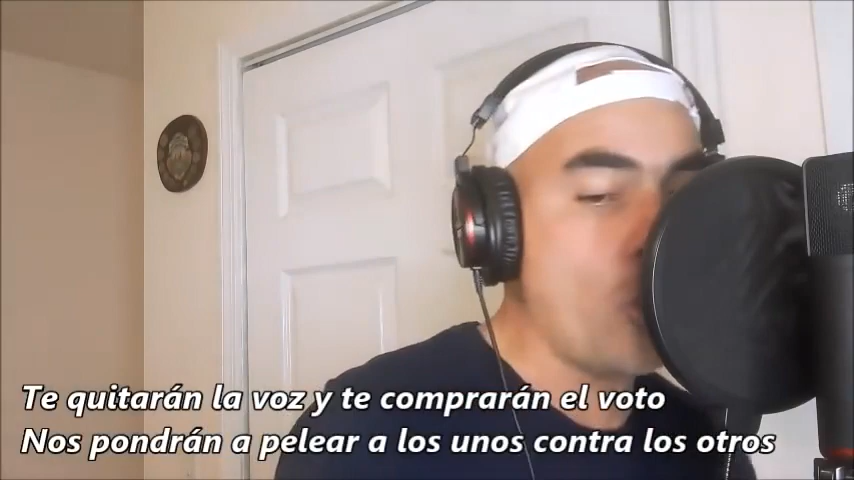 Te quitarán la voz y te comprarán el voto
Nos pondrán a pelear a los unos contra los otros